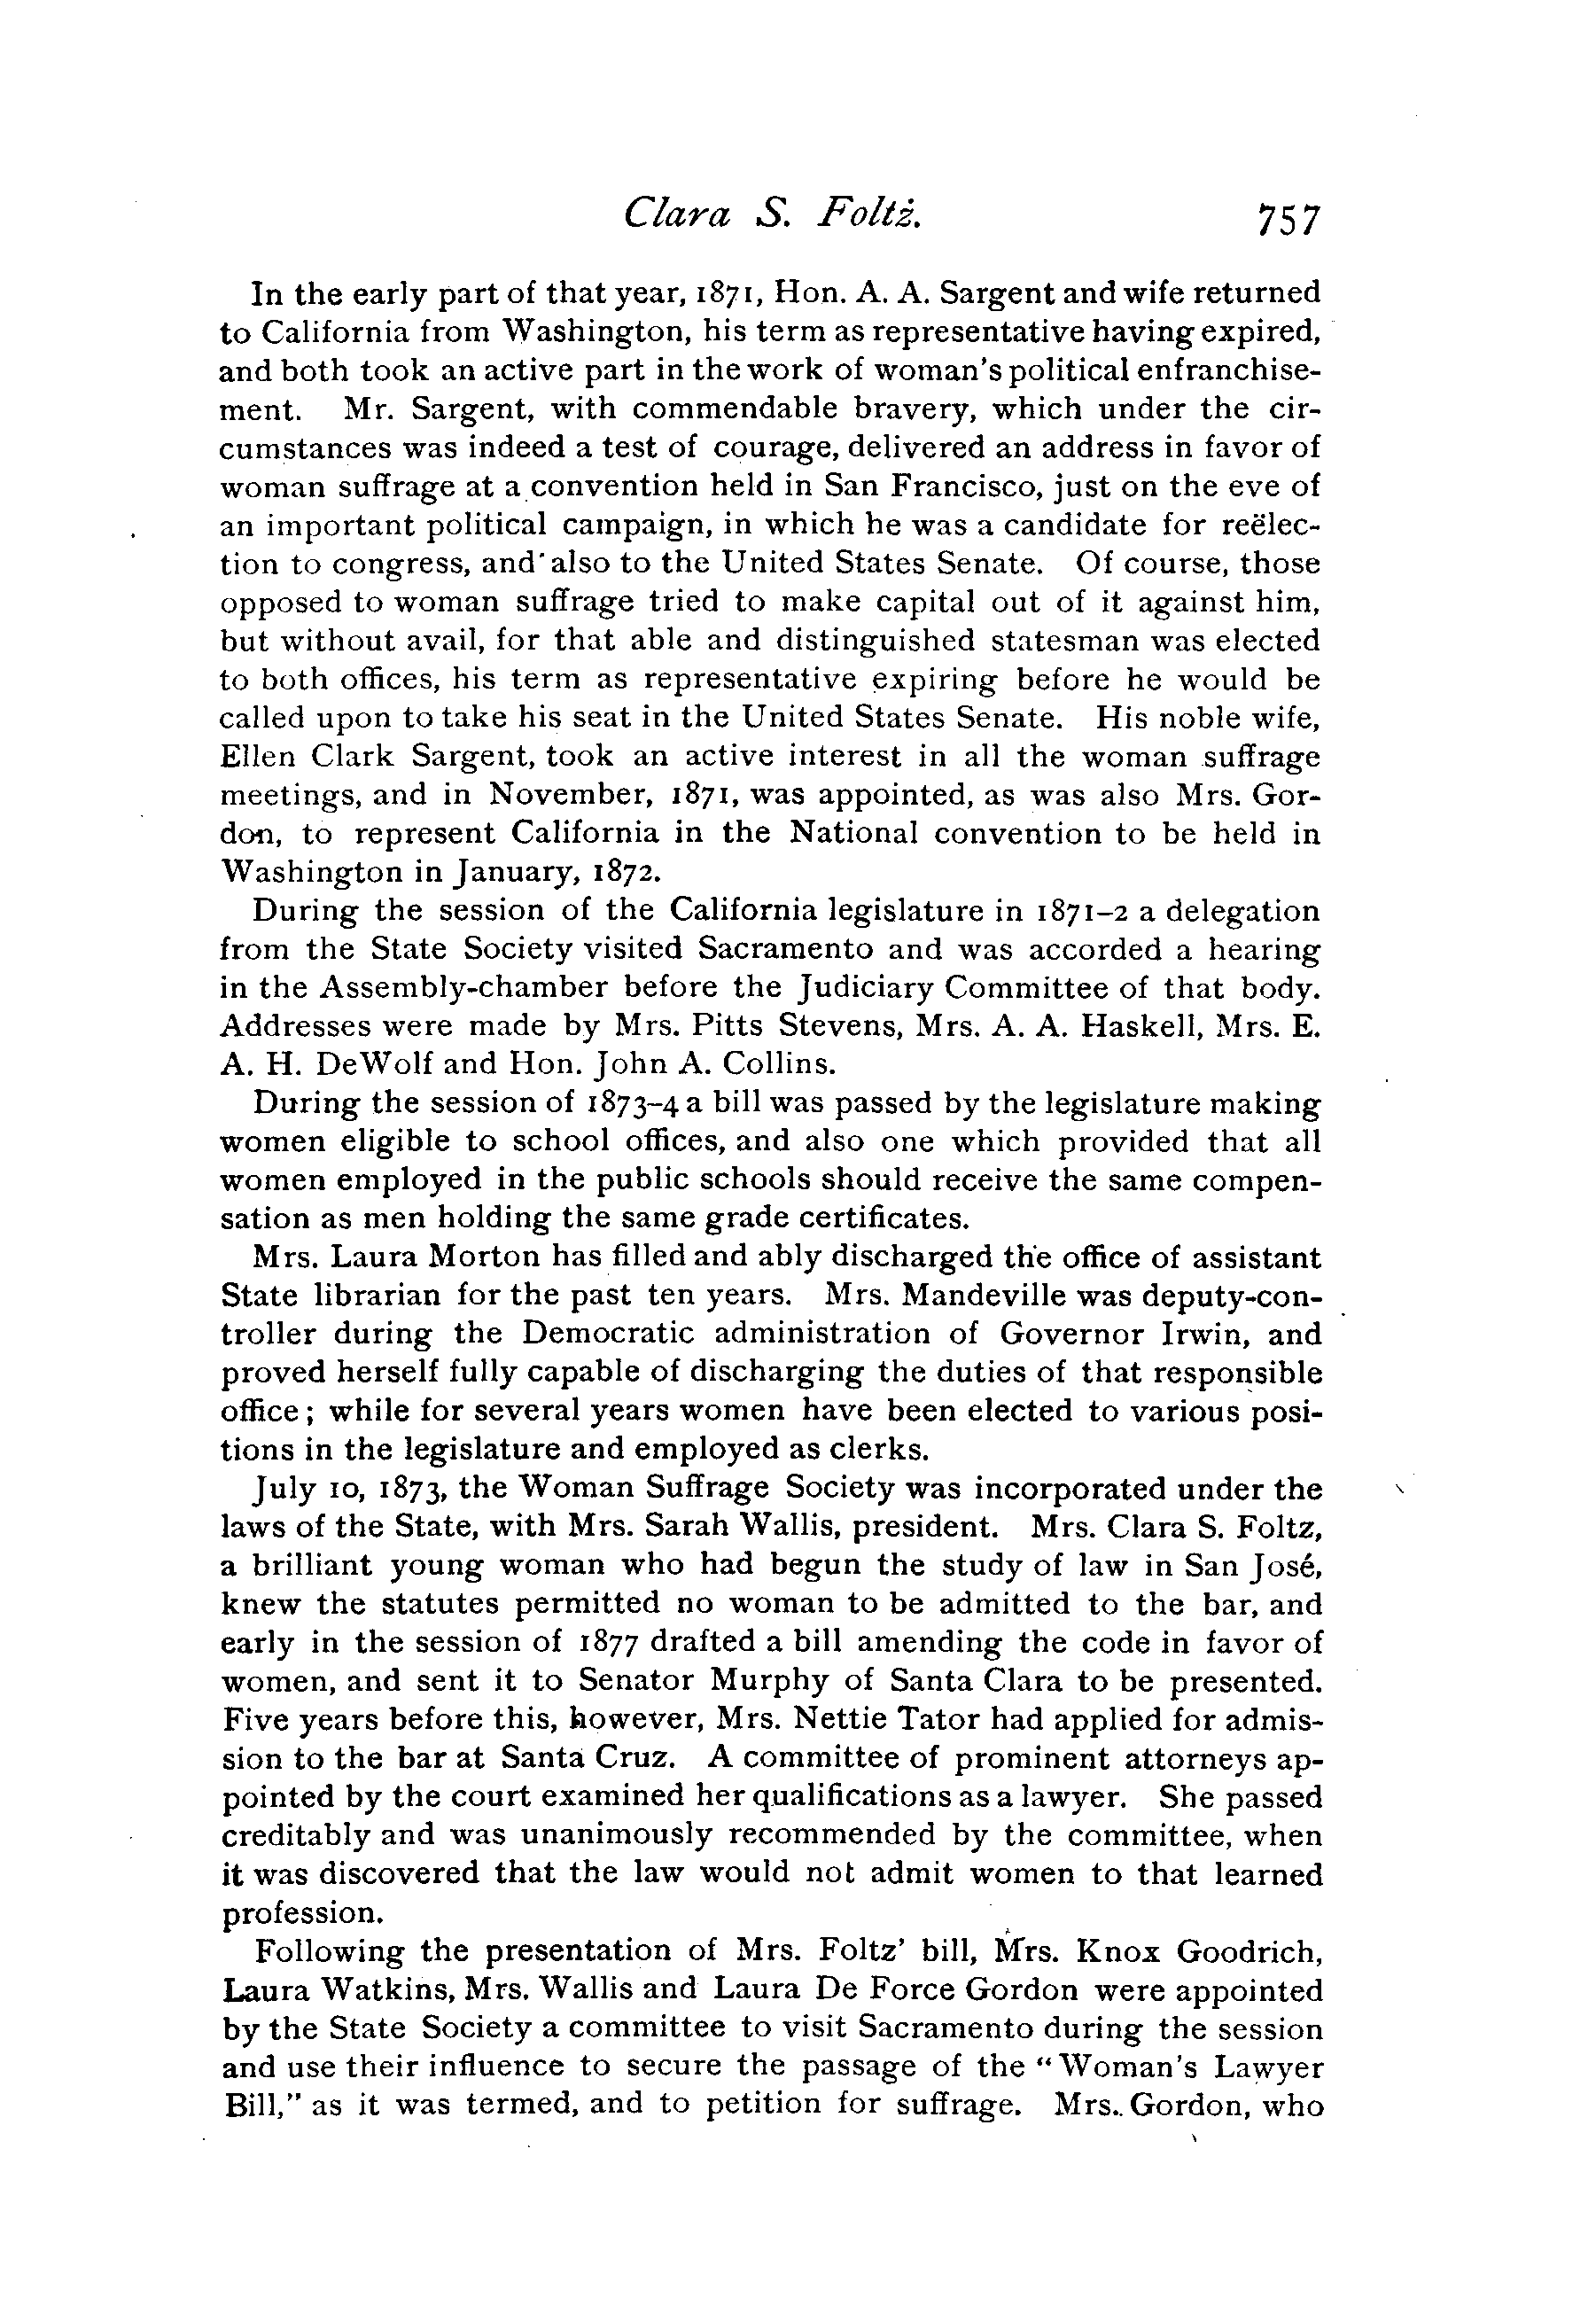 Clara S. Foltz. 757
In the early part of that year, 1871, Hon. A. A. Sargent and wife returned
to California from Washington, his term as representative having expired,
and both took an active part in the work of woman's political enfranchise-
ment. Mr. Sargent, with commendable bravery, which under the cir-
cumstances was indeed a test of courage, delivered an address in favor of
woman suffrage at a convention held in San Francisco, just on the eve of
an important political campaign, in which he was a candidate for reëlec-
tion to congress, and also to the United States Senate. Of course, those
opposed to woman suffrage tried to make capital out of it against him,
but without avail, for that able and distinguished statesman was elected
to both offices, his term as representative expiring before he would be
called upon to take his seat in the United States Senate. His noble wife,
Ellen Clark Sargent, took an active interest in all the woman suffrage
meetings, and in November, 1871, was appointed, as was also Mrs. Gor-
don, to represent California in the National convention to be held in
Washington in January, 1872.
During the session of the California legislature in 1871–2 a delegation
from the State Society visited Sacramento and was accorded a hearing
in the Assembly-chamber before the Judiciary Committee of that body.
Addresses were made by Mrs. Pitts Stevens, Mrs. A. A. Haskell, Mrs. E.
A. H. DeWolf and Hon. John A. Collins.
During the session of 1873–4 a bill was passed by the legislature making
women eligible to school offices, and also one which provided that all
women employed in the public schools should receive the same compen-
sation as men holding the same grade certificates.
Mrs. Laura Morton has filled and ably discharged the office of assistant
State librarian for the past ten years. Mrs. Mandeville was deputy-con-
troller during the Democratic administration of Governor Irwin, and
proved herself fully capable of discharging the duties of that responsible
office; while for several years women have been elected to various posi-
tions in the legislature and employed as clerks.
July 10, 1873, the Woman Suffrage Society was incorporated under the
laws of the State, with Mrs. Sarah Wallis, president. Mrs. Clara S. Foltz,
a brilliant young woman who had begun the study of law in San José,
knew the statutes permitted no woman to be admitted to the bar, and
early in the session of 1877 drafted a bill amending the code in favor of
women, and sent it to Senator Murphy of Santa Clara to be presented.
Five years before this, however, Mrs. Nettie Tator had applied for admis-
sion to the bar at Santa Cruz. A committee of prominent attorneys ap-
pointed by the court examined her qualifications as a lawyer. She passed
creditably and was unanimously recommended by the committee, when
it was discovered that the law would not admit women to that learned
profession.
Following the presentation of Mrs. Foltz' bill, Mrs. Knox Goodrich,
Laura Watkins, Mrs. Wallis and Laura De Force Gordon were appointed
by the State Society a committee to visit Sacramento during the session
and use their influence to secure the passage of the "Woman's Lawyer
Bill," as it was termed, and to petition for suffrage. Mrs. Gordon, who